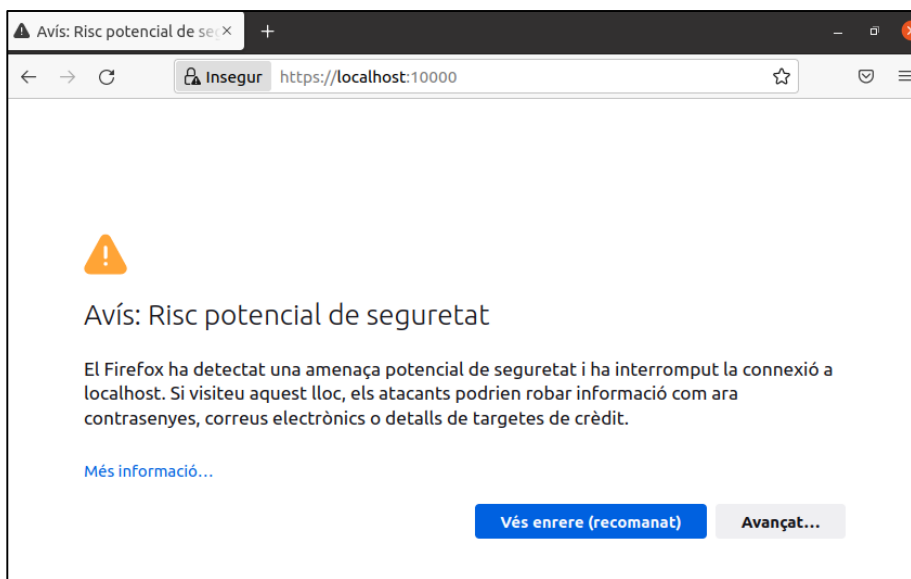 Avís: Risc potencial de se
Insegur https://localhost:10000
Avís: Risc potencial de seguretat
El Firefox ha detectat una amenaça potencial de seguretat i ha interromput la connexió a
localhost. Si visiteu aquest lloc, els atacants podrien robar informació com ara
contrasenyes, correus electrònics o detalls de targetes de crèdit.
Més informació…
Vés enrere (recomanat) Avançat…